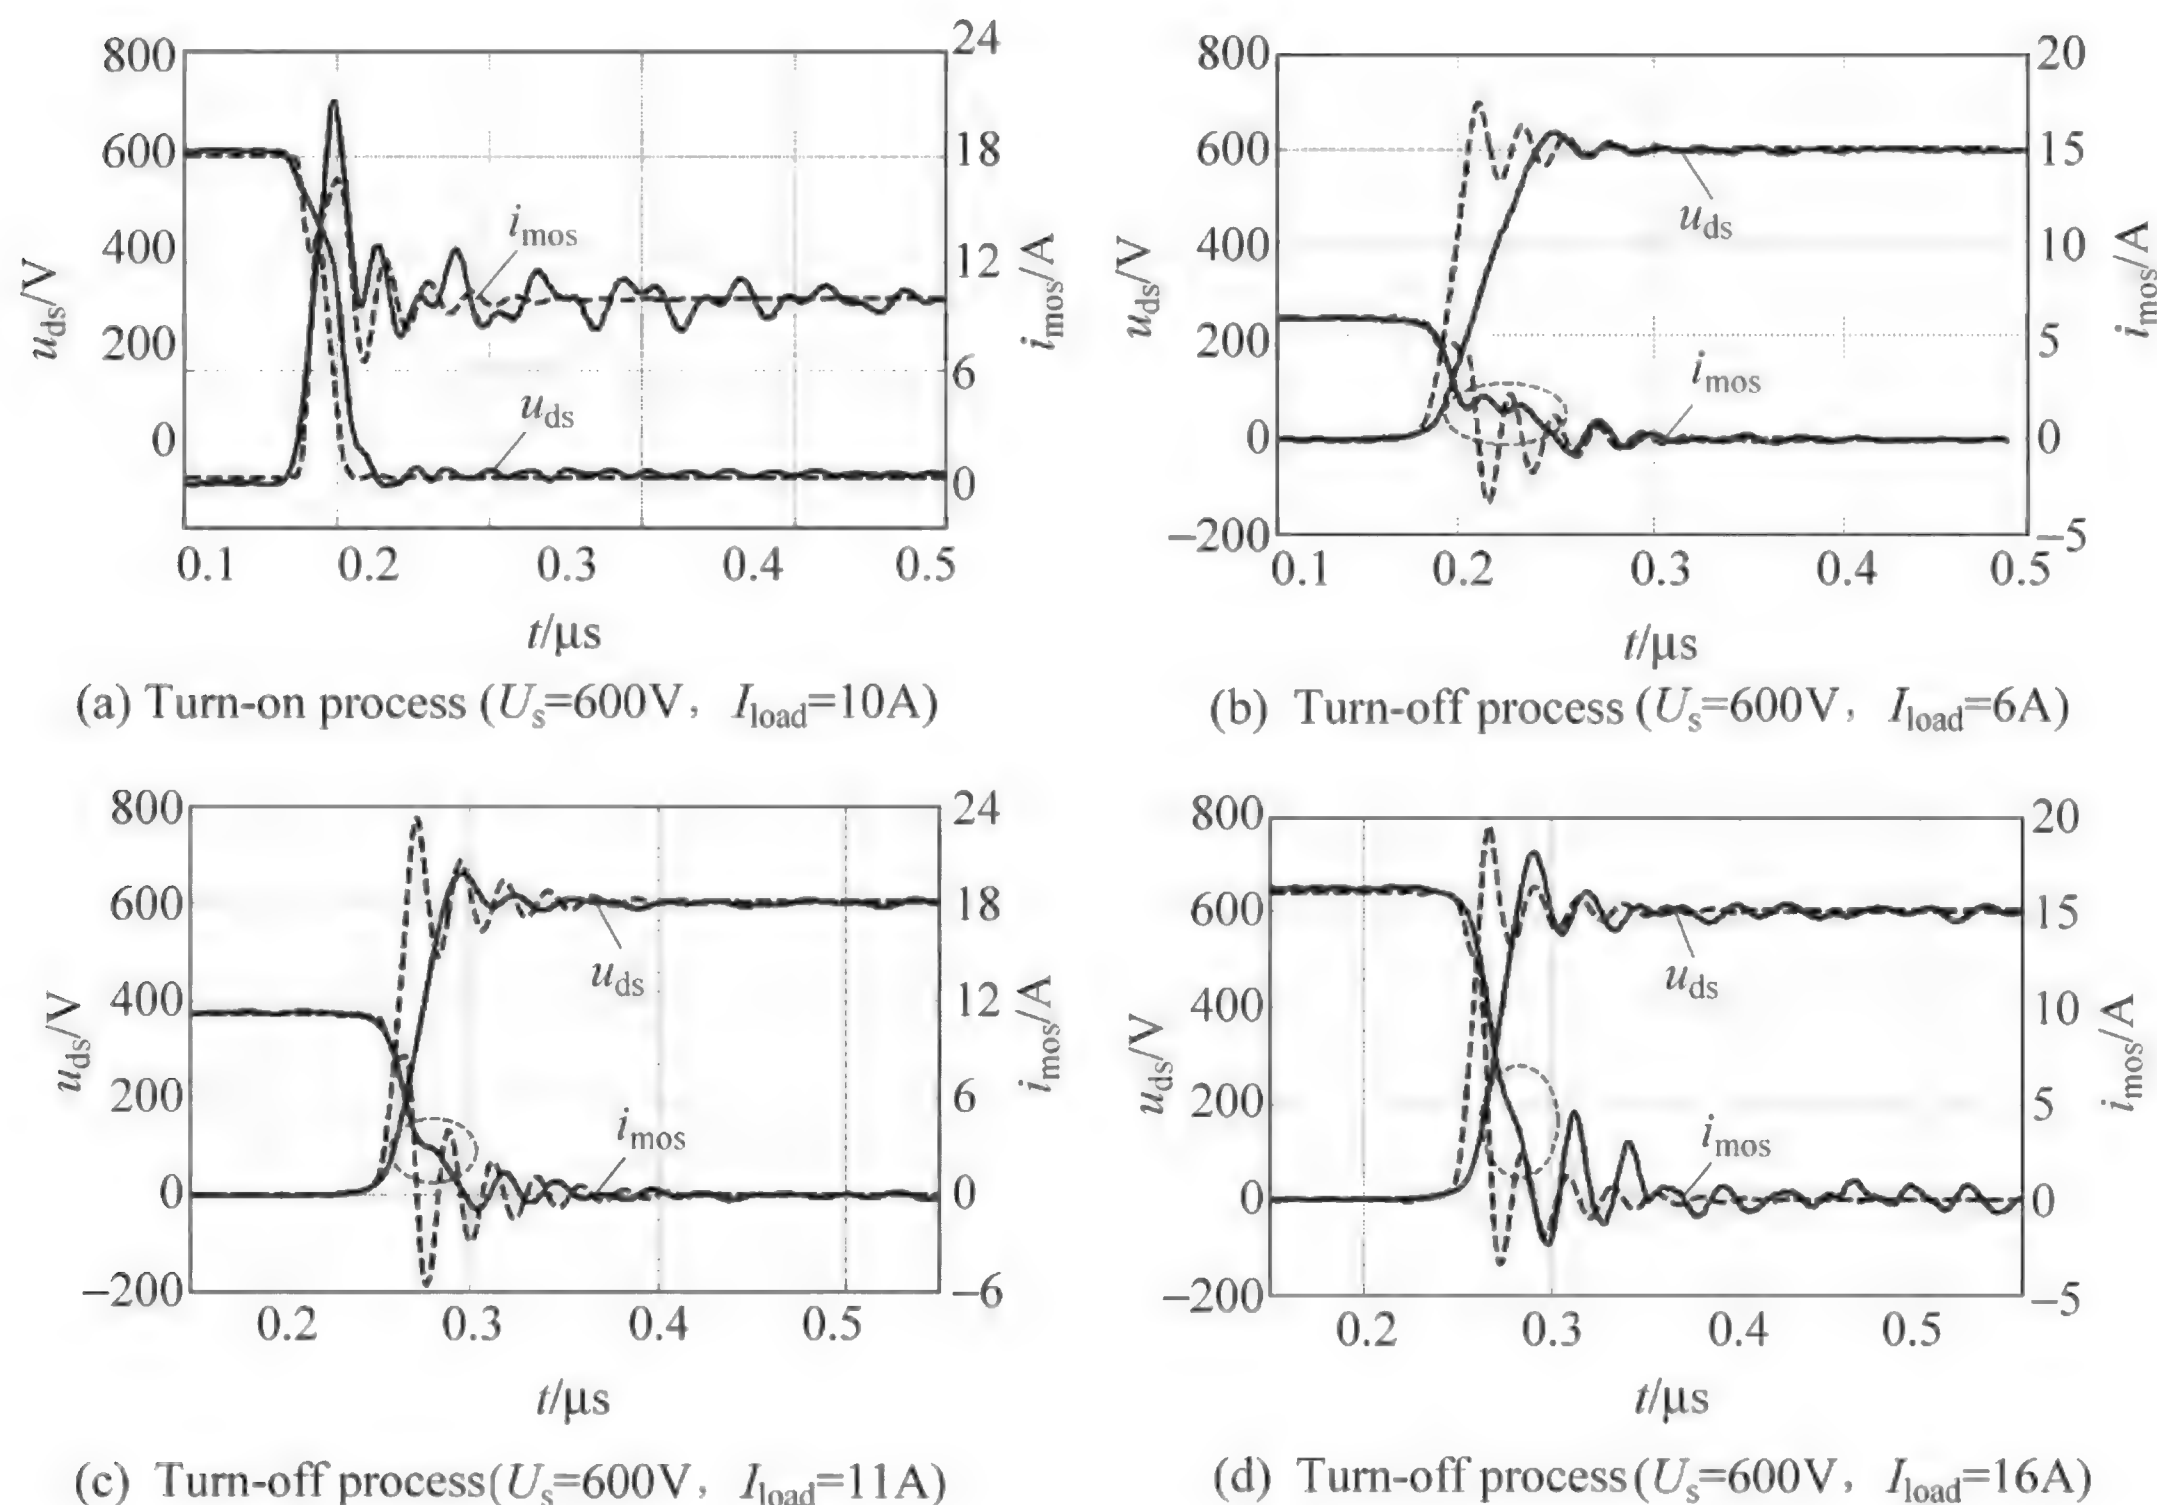 800
600
400
200
0
24
18
12
6
0
u_ds/V
i_mos/A
i_mos
u_ds
0.1 0.2 0.3 0.4 0.5
t/μs
(a) Turn-on process (U_s=600V, I_load=10A)
800
600
400
200
0
−200
20
15
10
5
0
−5
u_ds/V
i_mos/A
u_ds
i_mos
0.1 0.2 0.3 0.4 0.5
t/μs
(b) Turn-off process (U_s=600V, I_load=6A)
800
600
400
200
0
−200
24
18
12
6
0
−6
u_ds/V
i_mos/A
u_ds
i_mos
0.2 0.3 0.4 0.5
t/μs
(c) Turn-off process(U_s=600V, I_load=11A)
800
600
400
200
0
−200
20
15
10
5
0
−5
u_ds/V
i_mos/A
u_ds
i_mos
0.2 0.3 0.4 0.5
t/μs
(d) Turn-off process(U_s=600V, I_load=16A)